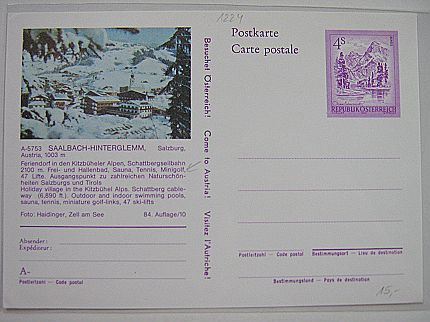 1224
Postkarte
Carte postale
4S
REPUBLIK ÖSTERREICH
Besuchet Österreich! Come to Austria! Visitez l'Autriche!
A-5753 SAALBACH-HINTERGLEMM, Salzburg,
Austria, 1003 m
Feriendorf in den Kitzbüheler Alpen, Schattbergseilbahn
2100 m. Frei- und Hallenbad, Sauna, Tennis, Minigolf,
47 Lifte. Ausgangspunkt zu zahlreichen Naturschön-
heiten Salzburgs und Tirols
Holiday village in the Kitzbühel Alps. Schattberg cable-
way (6,890 ft.) Outdoor and indoor swimming pools,
sauna, tennis, miniature golf-links, 47 ski-lifts
Foto: Haidinger, Zell am See 84. Auflage/10
Absender:
Expéditeur:
A-
Postleitzahl — Code postal
Postleitzahl — Code postal Bestimmungsort — Lieu de destination
Bestimmungsland — Pays de destination
15,-